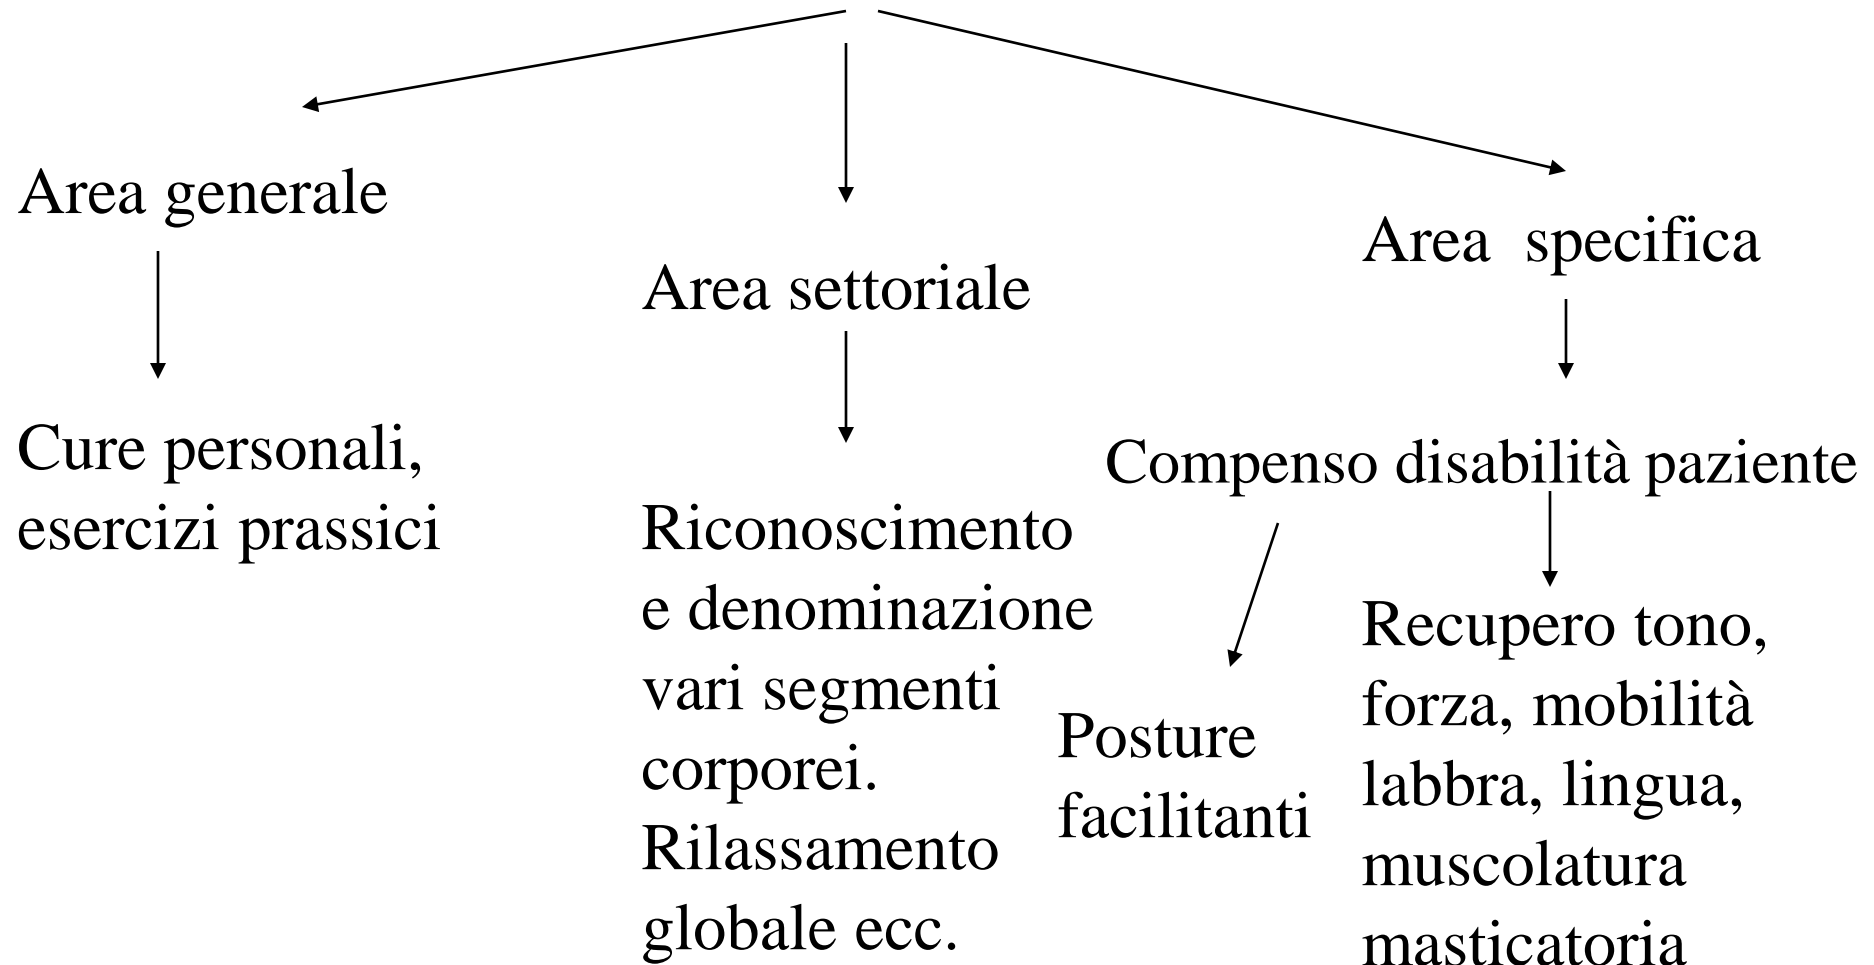 Area generale
Area settoriale
Area specifica
Cure personali,
esercizi prassici
Riconoscimento
e denominazione
vari segmenti
corporei.
Rilassamento
globale ecc.
Compenso disabilità paziente
Posture
facilitanti
Recupero tono,
forza, mobilità
labbra, lingua,
muscolatura
masticatoria